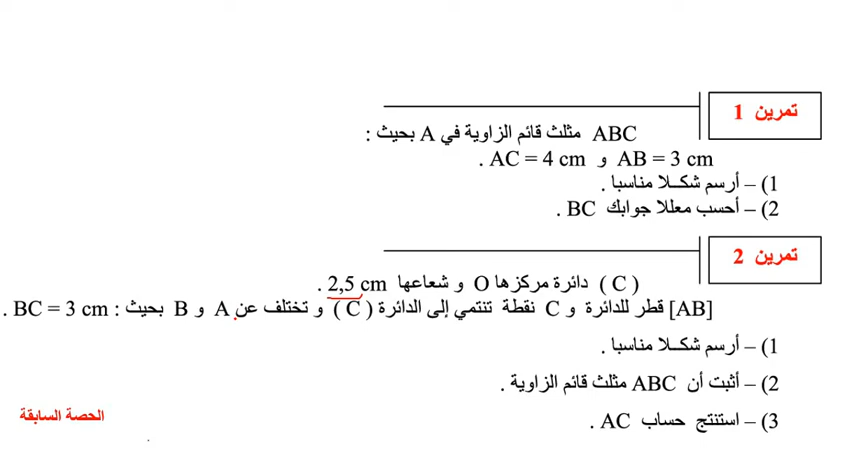 تمرين 1
ABC مثلث قائم الزاوية في A بحيث :
AB = 3 cm و AC = 4 cm .
1) – أرسم شكـلا مناسبا .
2) – أحسب معللا جوابك BC .
تمرين 2
( C ) دائرة مركزها O و شعاعها 2,5 cm .
[AB] قطر للدائرة و C نقطة تنتمي إلى الدائرة ( C ) و تختلف عن A و B بحيث : BC = 3 cm .
1) – أرسم شكـلا مناسبا .
2) – أثبت أن ABC مثلث قائم الزاوية .
3) – استنتج حساب AC .
الحصة السابقة